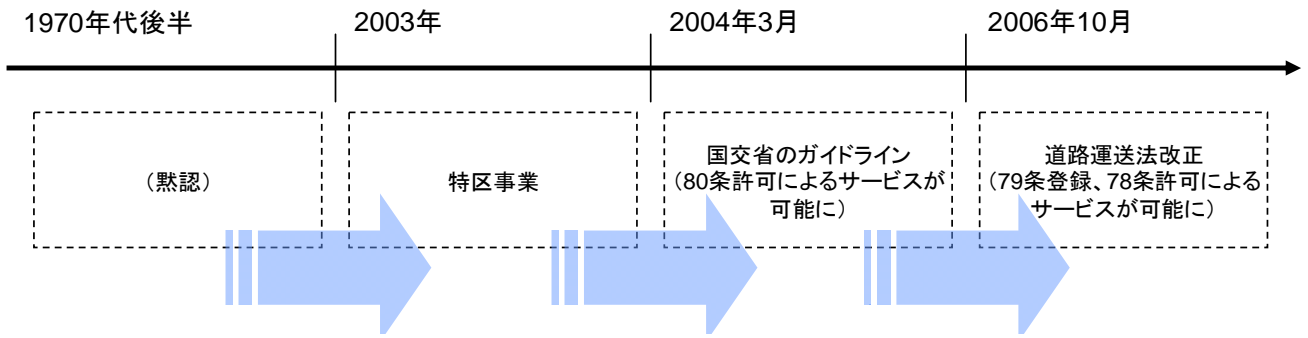 1970年代後半
2003年
2004年3月
2006年10月
（黙認）
特区事業
国交省のガイドライン
（80条許可によるサービスが
可能に）
道路運送法改正
（79条登録、78条許可による
サービスが可能に）